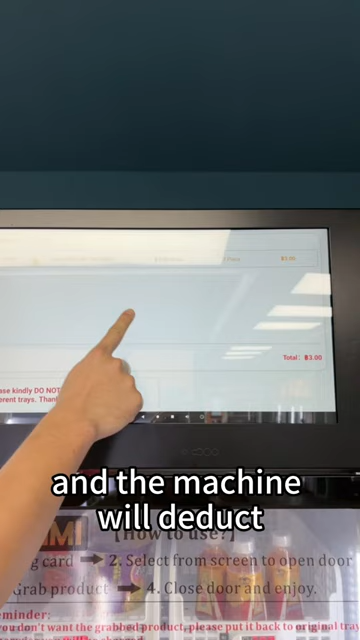 ฿3.00
Total: ฿3.00
ase kindly DO NOT
erent trays. Than
and the machine
will deduct
[How to use?]
g card ➡ 2. Select from screen to open door
Grab product ➡ 4. Close door and enjoy.
eminder:
ou don't want the grabbed product, please put it back to original tra